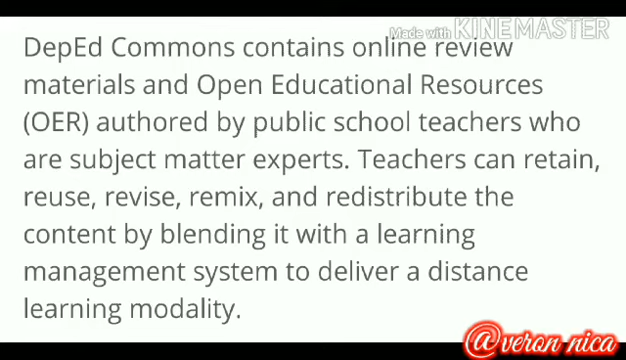 Made with KINEMASTER
DepEd Commons contains online review
materials and Open Educational Resources
(OER) authored by public school teachers who
are subject matter experts. Teachers can retain,
reuse, revise, remix, and redistribute the
content by blending it with a learning
management system to deliver a distance
learning modality.
@veron nica